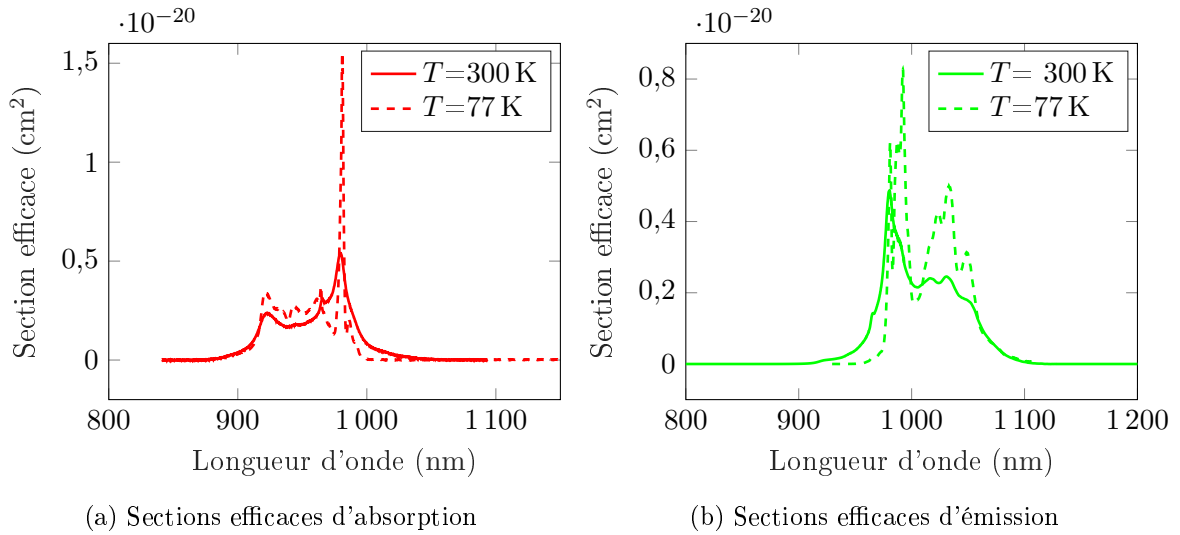 ·10⁻²⁰
1,5
1
0,5
0
800
900
1 000
1 100
Section efficace (cm²)
Longueur d'onde (nm)
T=300 K
T=77 K
(a) Sections efficaces d'absorption
·10⁻²⁰
0,8
0,6
0,4
0,2
0
800
900
1 000
1 100
1 200
Section efficace (cm²)
Longueur d'onde (nm)
T= 300 K
T=77 K
(b) Sections efficaces d'émission